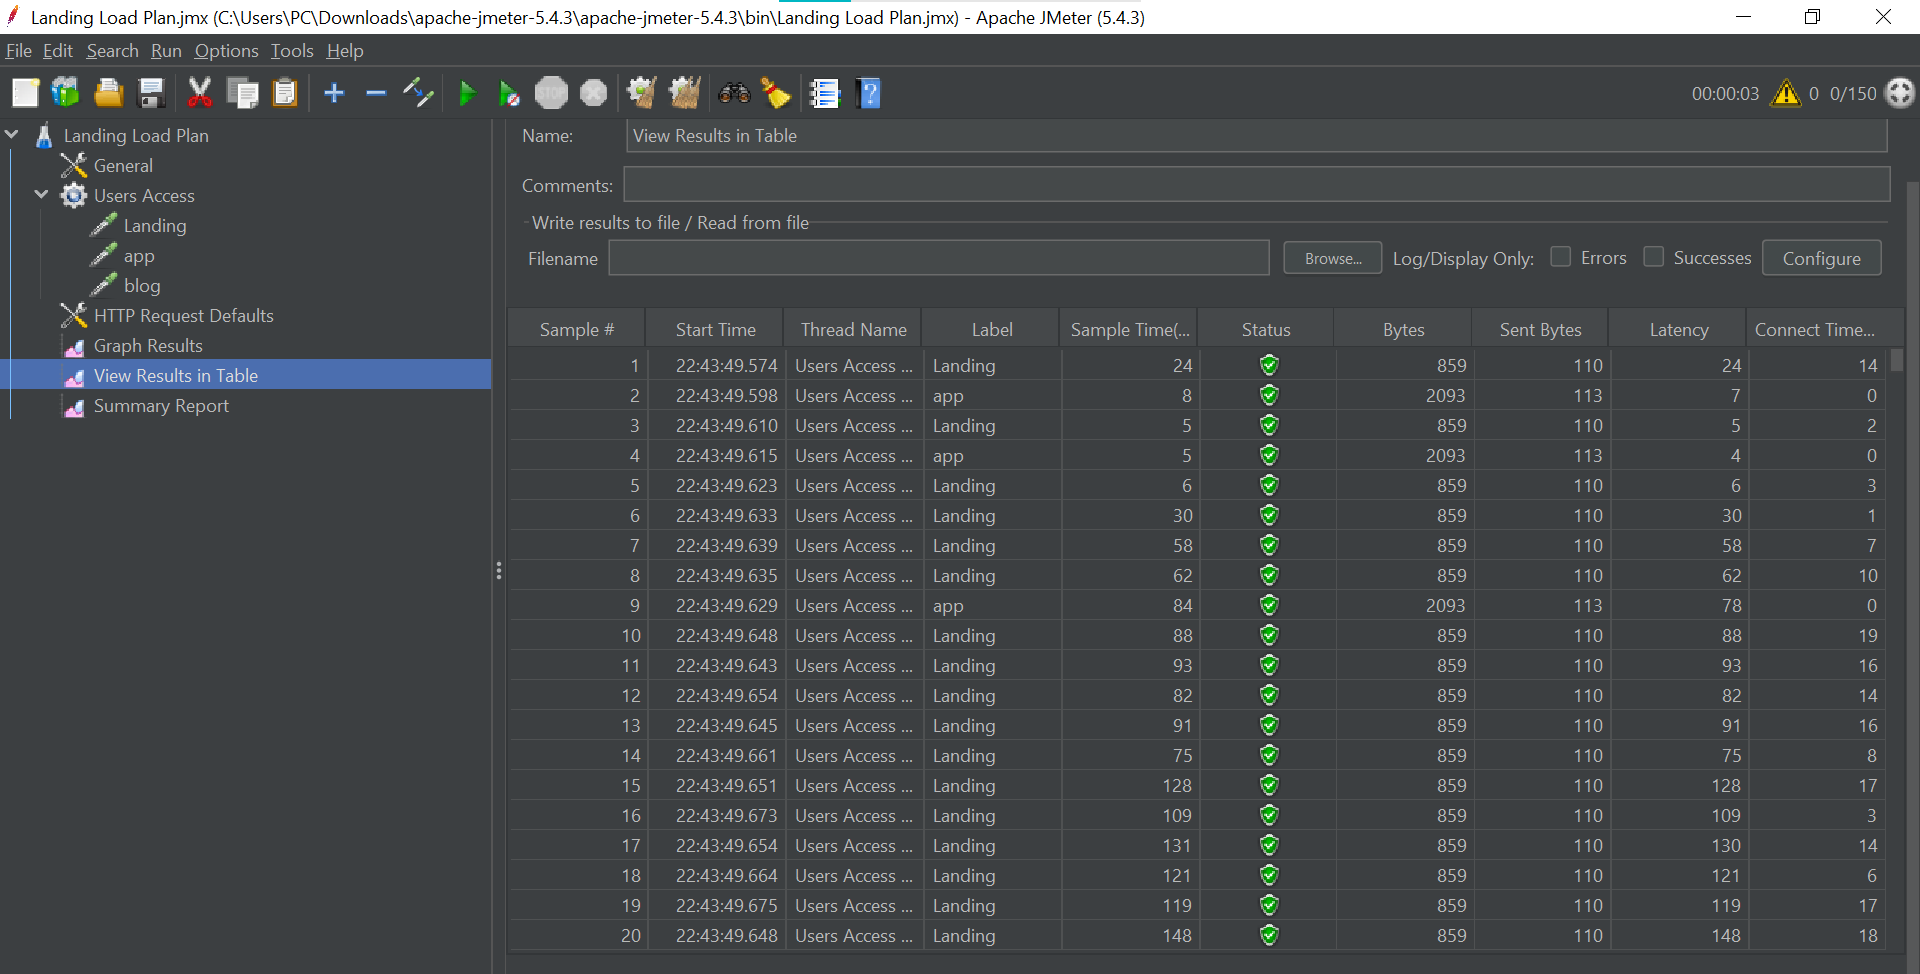 Landing Load Plan.jmx (C:\Users\PC\Downloads\apache-jmeter-5.4.3\apache-jmeter-5.4.3\bin\Landing Load Plan.jmx) - Apache JMeter (5.4.3)
File Edit Search Run Options Tools Help
STOP 00:00:03 0 0/150
Landing Load Plan
General
Users Access
Landing
app
blog
HTTP Request Defaults
Graph Results
View Results in Table
Summary Report
Name: View Results in Table
Comments:
Write results to file / Read from file
Filename Browse... Log/Display Only: Errors Successes Configure
Sample # Start Time Thread Name Label Sample Time(... Status Bytes Sent Bytes Latency Connect Time...
1 22:43:49.574 Users Access ... Landing 24 859 110 24 14
2 22:43:49.598 Users Access ... app 8 2093 113 7 0
3 22:43:49.610 Users Access ... Landing 5 859 110 5 2
4 22:43:49.615 Users Access ... app 5 2093 113 4 0
5 22:43:49.623 Users Access ... Landing 6 859 110 6 3
6 22:43:49.633 Users Access ... Landing 30 859 110 30 1
7 22:43:49.639 Users Access ... Landing 58 859 110 58 7
8 22:43:49.635 Users Access ... Landing 62 859 110 62 10
9 22:43:49.629 Users Access ... app 84 2093 113 78 0
10 22:43:49.648 Users Access ... Landing 88 859 110 88 19
11 22:43:49.643 Users Access ... Landing 93 859 110 93 16
12 22:43:49.654 Users Access ... Landing 82 859 110 82 14
13 22:43:49.645 Users Access ... Landing 91 859 110 91 16
14 22:43:49.661 Users Access ... Landing 75 859 110 75 8
15 22:43:49.651 Users Access ... Landing 128 859 110 128 17
16 22:43:49.673 Users Access ... Landing 109 859 110 109 3
17 22:43:49.654 Users Access ... Landing 131 859 110 130 14
18 22:43:49.664 Users Access ... Landing 121 859 110 121 6
19 22:43:49.675 Users Access ... Landing 119 859 110 119 17
20 22:43:49.648 Users Access ... Landing 148 859 110 148 18